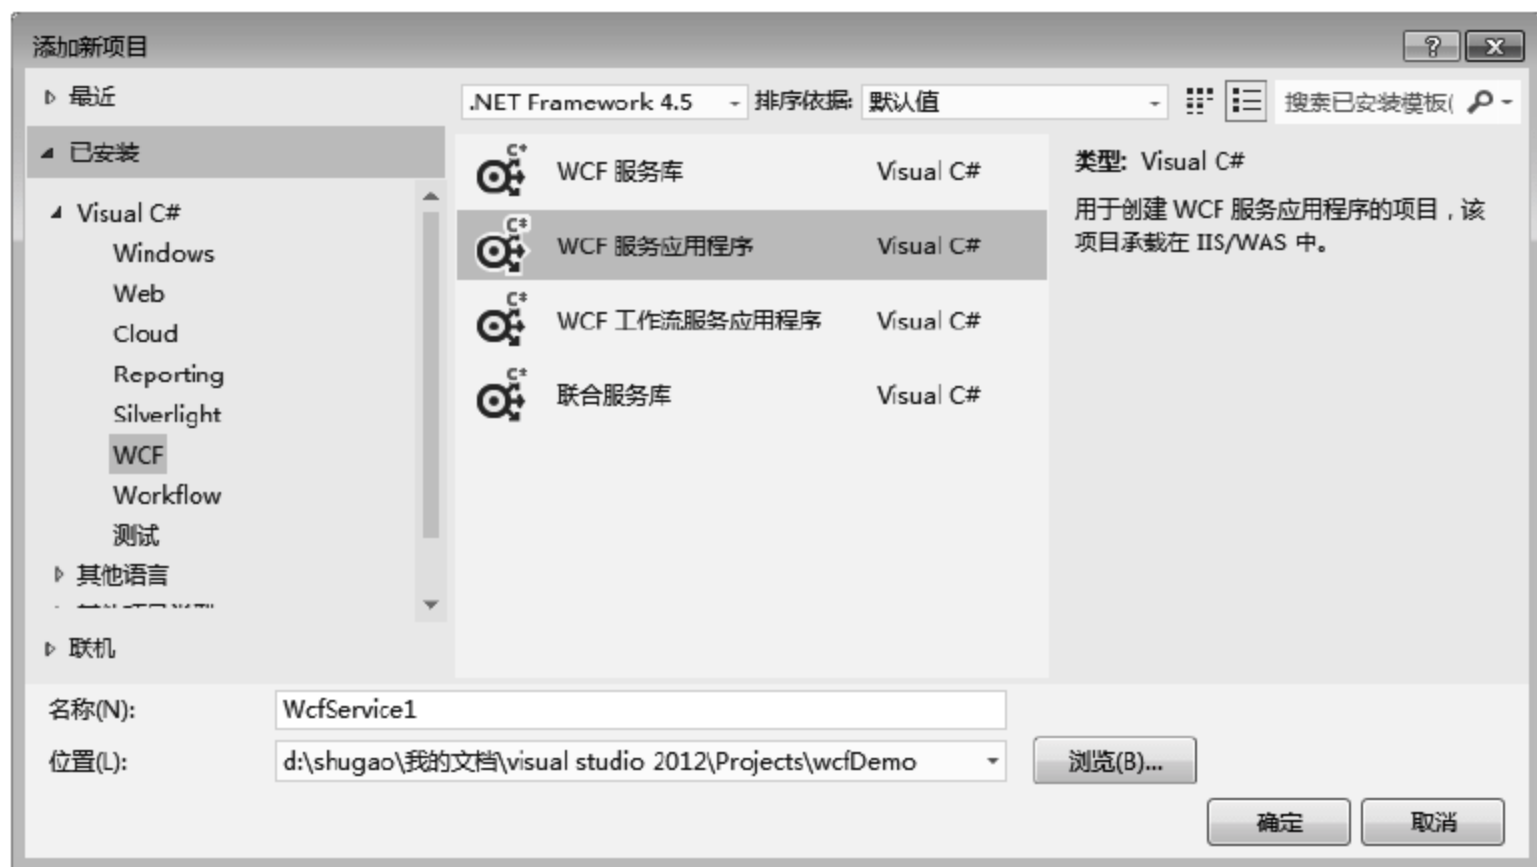 添加新项目
最近
.NET Framework 4.5 排序依据: 默认值 搜索已安装模板(
已安装
Visual C#
Windows
Web
Cloud
Reporting
Silverlight
WCF
Workflow
测试
其他语言
联机
WCF 服务库 Visual C#
WCF 服务应用程序 Visual C#
WCF 工作流服务应用程序 Visual C#
联合服务库 Visual C#
类型: Visual C#
用于创建 WCF 服务应用程序的项目，该
项目承载在 IIS/WAS 中。
名称(N): WcfService1
位置(L): d:\shugao\我的文档\visual studio 2012\Projects\wcfDemo 浏览(B)...
确定 取消